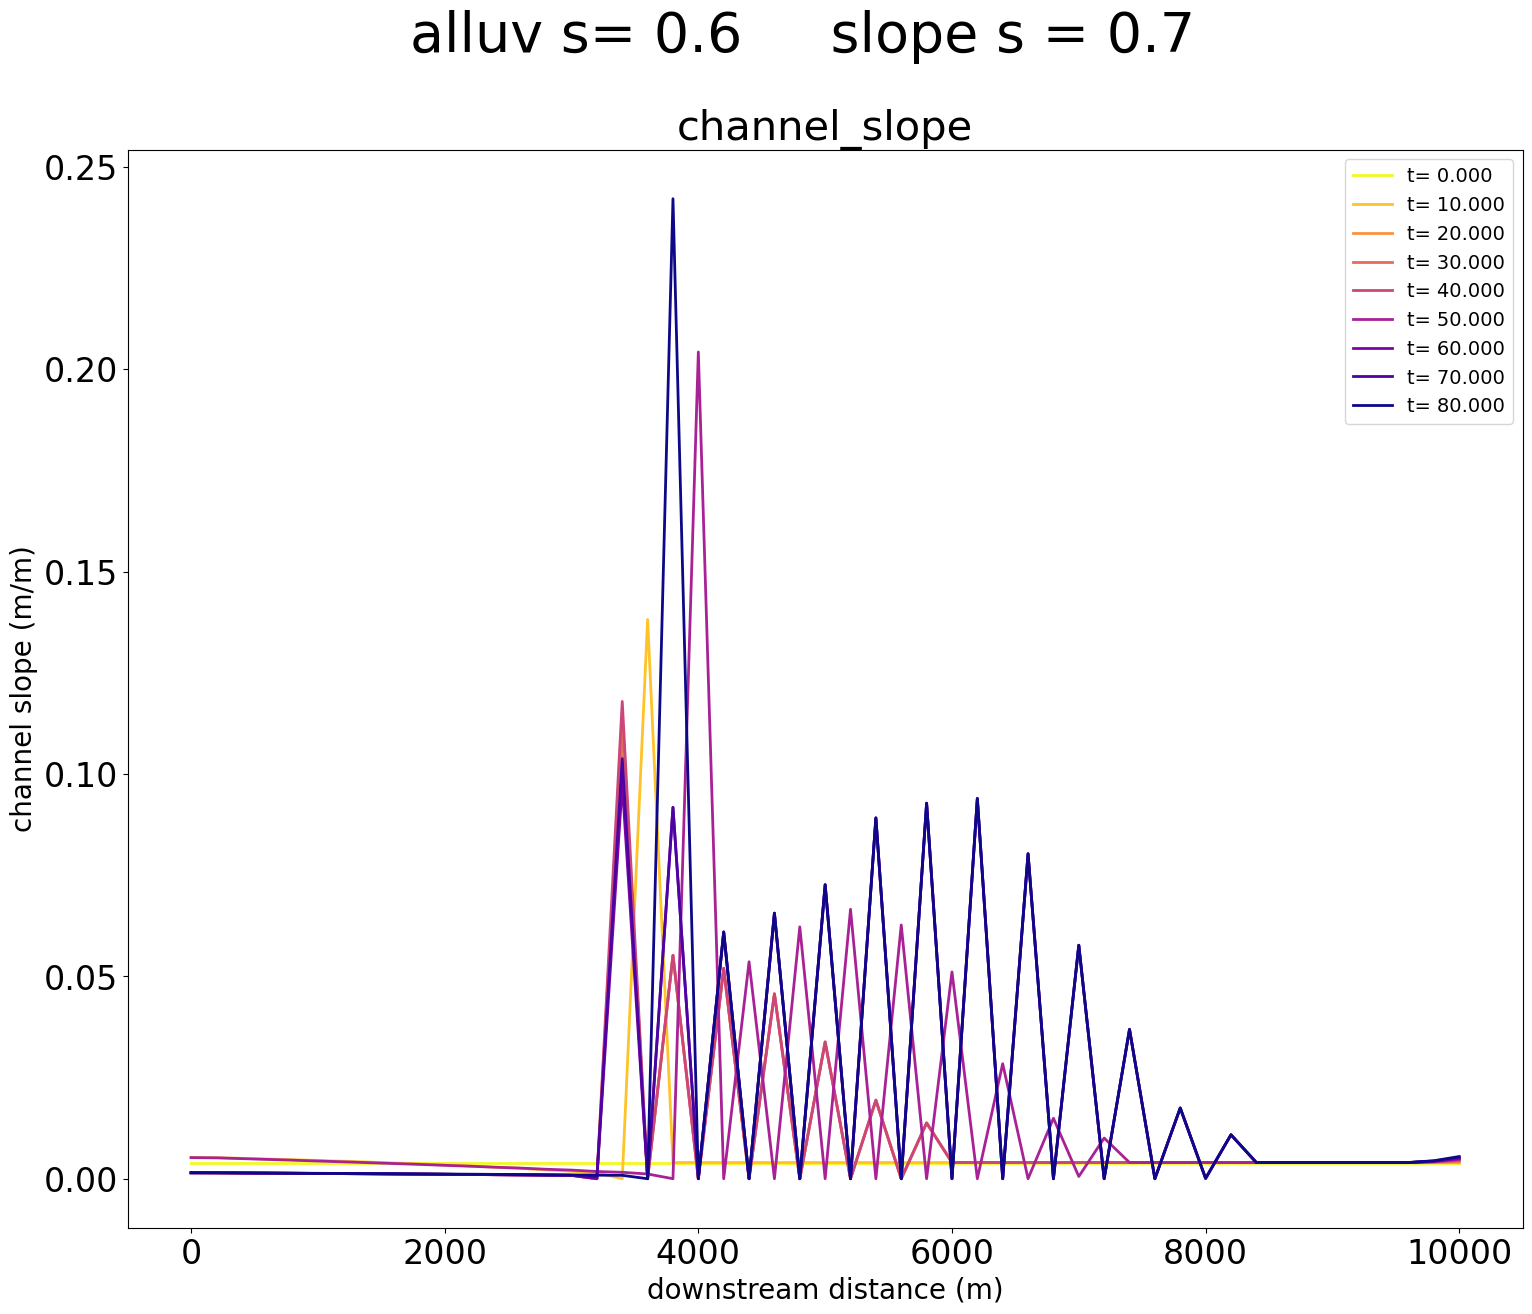 alluv s= 0.6     slope s = 0.7
channel_slope
0.25
0.20
0.15
0.10
0.05
0.00
channel slope (m/m)
t= 0.000
t= 10.000
t= 20.000
t= 30.000
t= 40.000
t= 50.000
t= 60.000
t= 70.000
t= 80.000
0 2000 4000 6000 8000 10000
downstream distance (m)